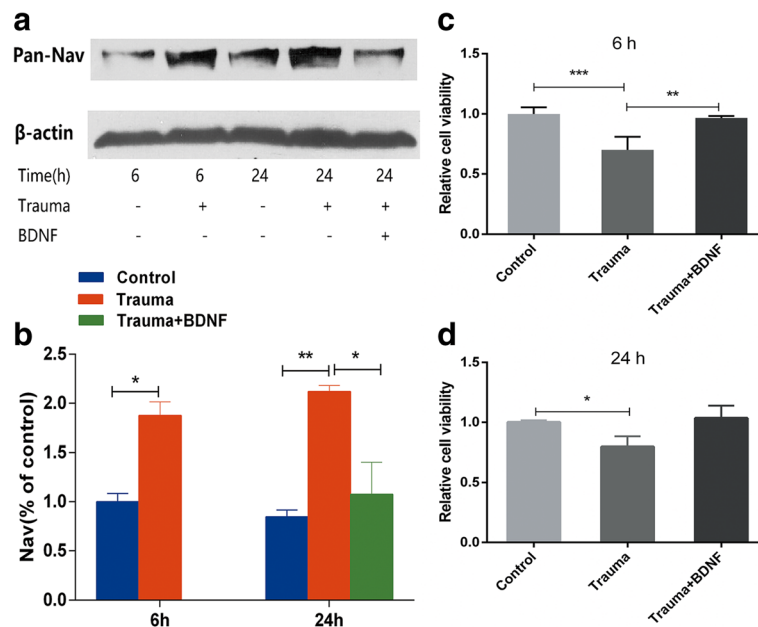 a
Pan-Nav
β-actin
Time(h) 6 6 24 24 24
Trauma - + - + +
BDNF - - - - +
Control
Trauma
Trauma+BDNF
b
Nav(% of control)
2.5
2.0
1.5
1.0
0.5
0.0
*
** *
6h 24h
c
6 h
Relative cell viability
1.5
1.0
0.5
0.0
***
**
Control Trauma Trauma+BDNF
d
24 h
Relative cell viability
1.5
1.0
0.5
0.0
*
Control Trauma Trauma+BDNF